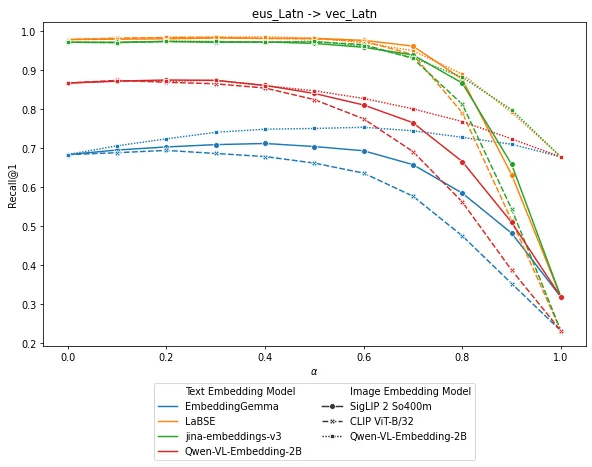 eus_Latn -> vec_Latn
Recall@1
1.0
0.9
0.8
0.7
0.6
0.5
0.4
0.3
0.2
0.0 0.2 0.4 0.6 0.8 1.0
α
Text Embedding Model Image Embedding Model
EmbeddingGemma SigLIP 2 So400m
LaBSE CLIP ViT-B/32
jina-embeddings-v3 Qwen-VL-Embedding-2B
Qwen-VL-Embedding-2B